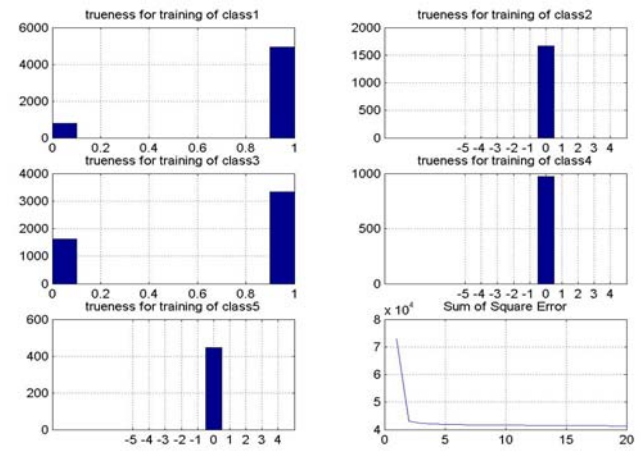 trueness for training of class1
6000
4000
2000
0
0 0.2 0.4 0.6 0.8 1
trueness for training of class2
2000
1500
1000
500
0
-5 -4 -3 -2 -1 0 1 2 3 4
trueness for training of class3
4000
3000
2000
1000
0
0 0.2 0.4 0.6 0.8 1
trueness for training of class4
1000
500
0
-5 -4 -3 -2 -1 0 1 2 3 4
trueness for training of class5
600
400
200
0
-5 -4 -3 -2 -1 0 1 2 3 4
Sum of Square Error
x 10^4
8
7
6
5
4
0 5 10 15 20